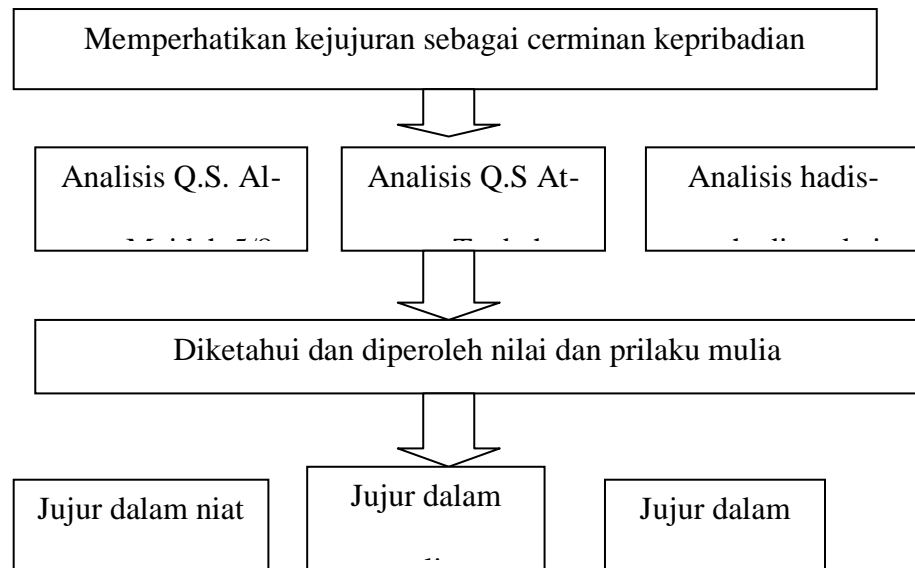 Memperhatikan kejujuran sebagai cerminan kepribadian
Analisis Q.S. Al-
Analisis Q.S At-
Analisis hadis-
Diketahui dan diperoleh nilai dan prilaku mulia
Jujur dalam niat
Jujur dalam
Jujur dalam